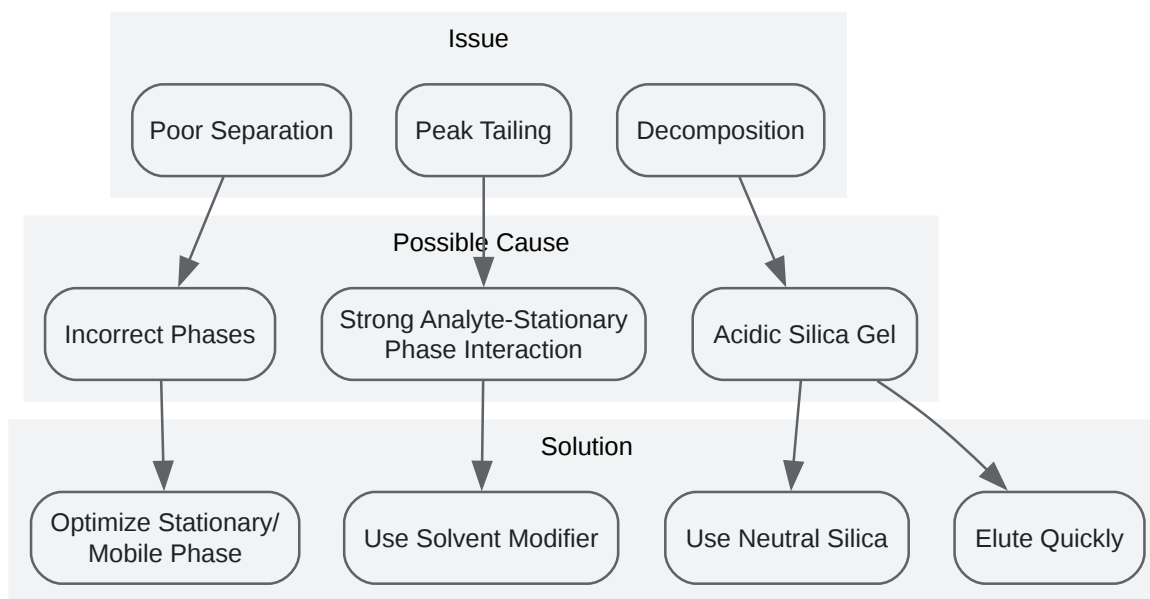 Issue
Poor Separation
Peak Tailing
Decomposition
Possible Cause
Incorrect Phases
Strong Analyte-Stationary
Phase Interaction
Acidic Silica Gel
Solution
Optimize Stationary/
Mobile Phase
Use Solvent Modifier
Use Neutral Silica
Elute Quickly